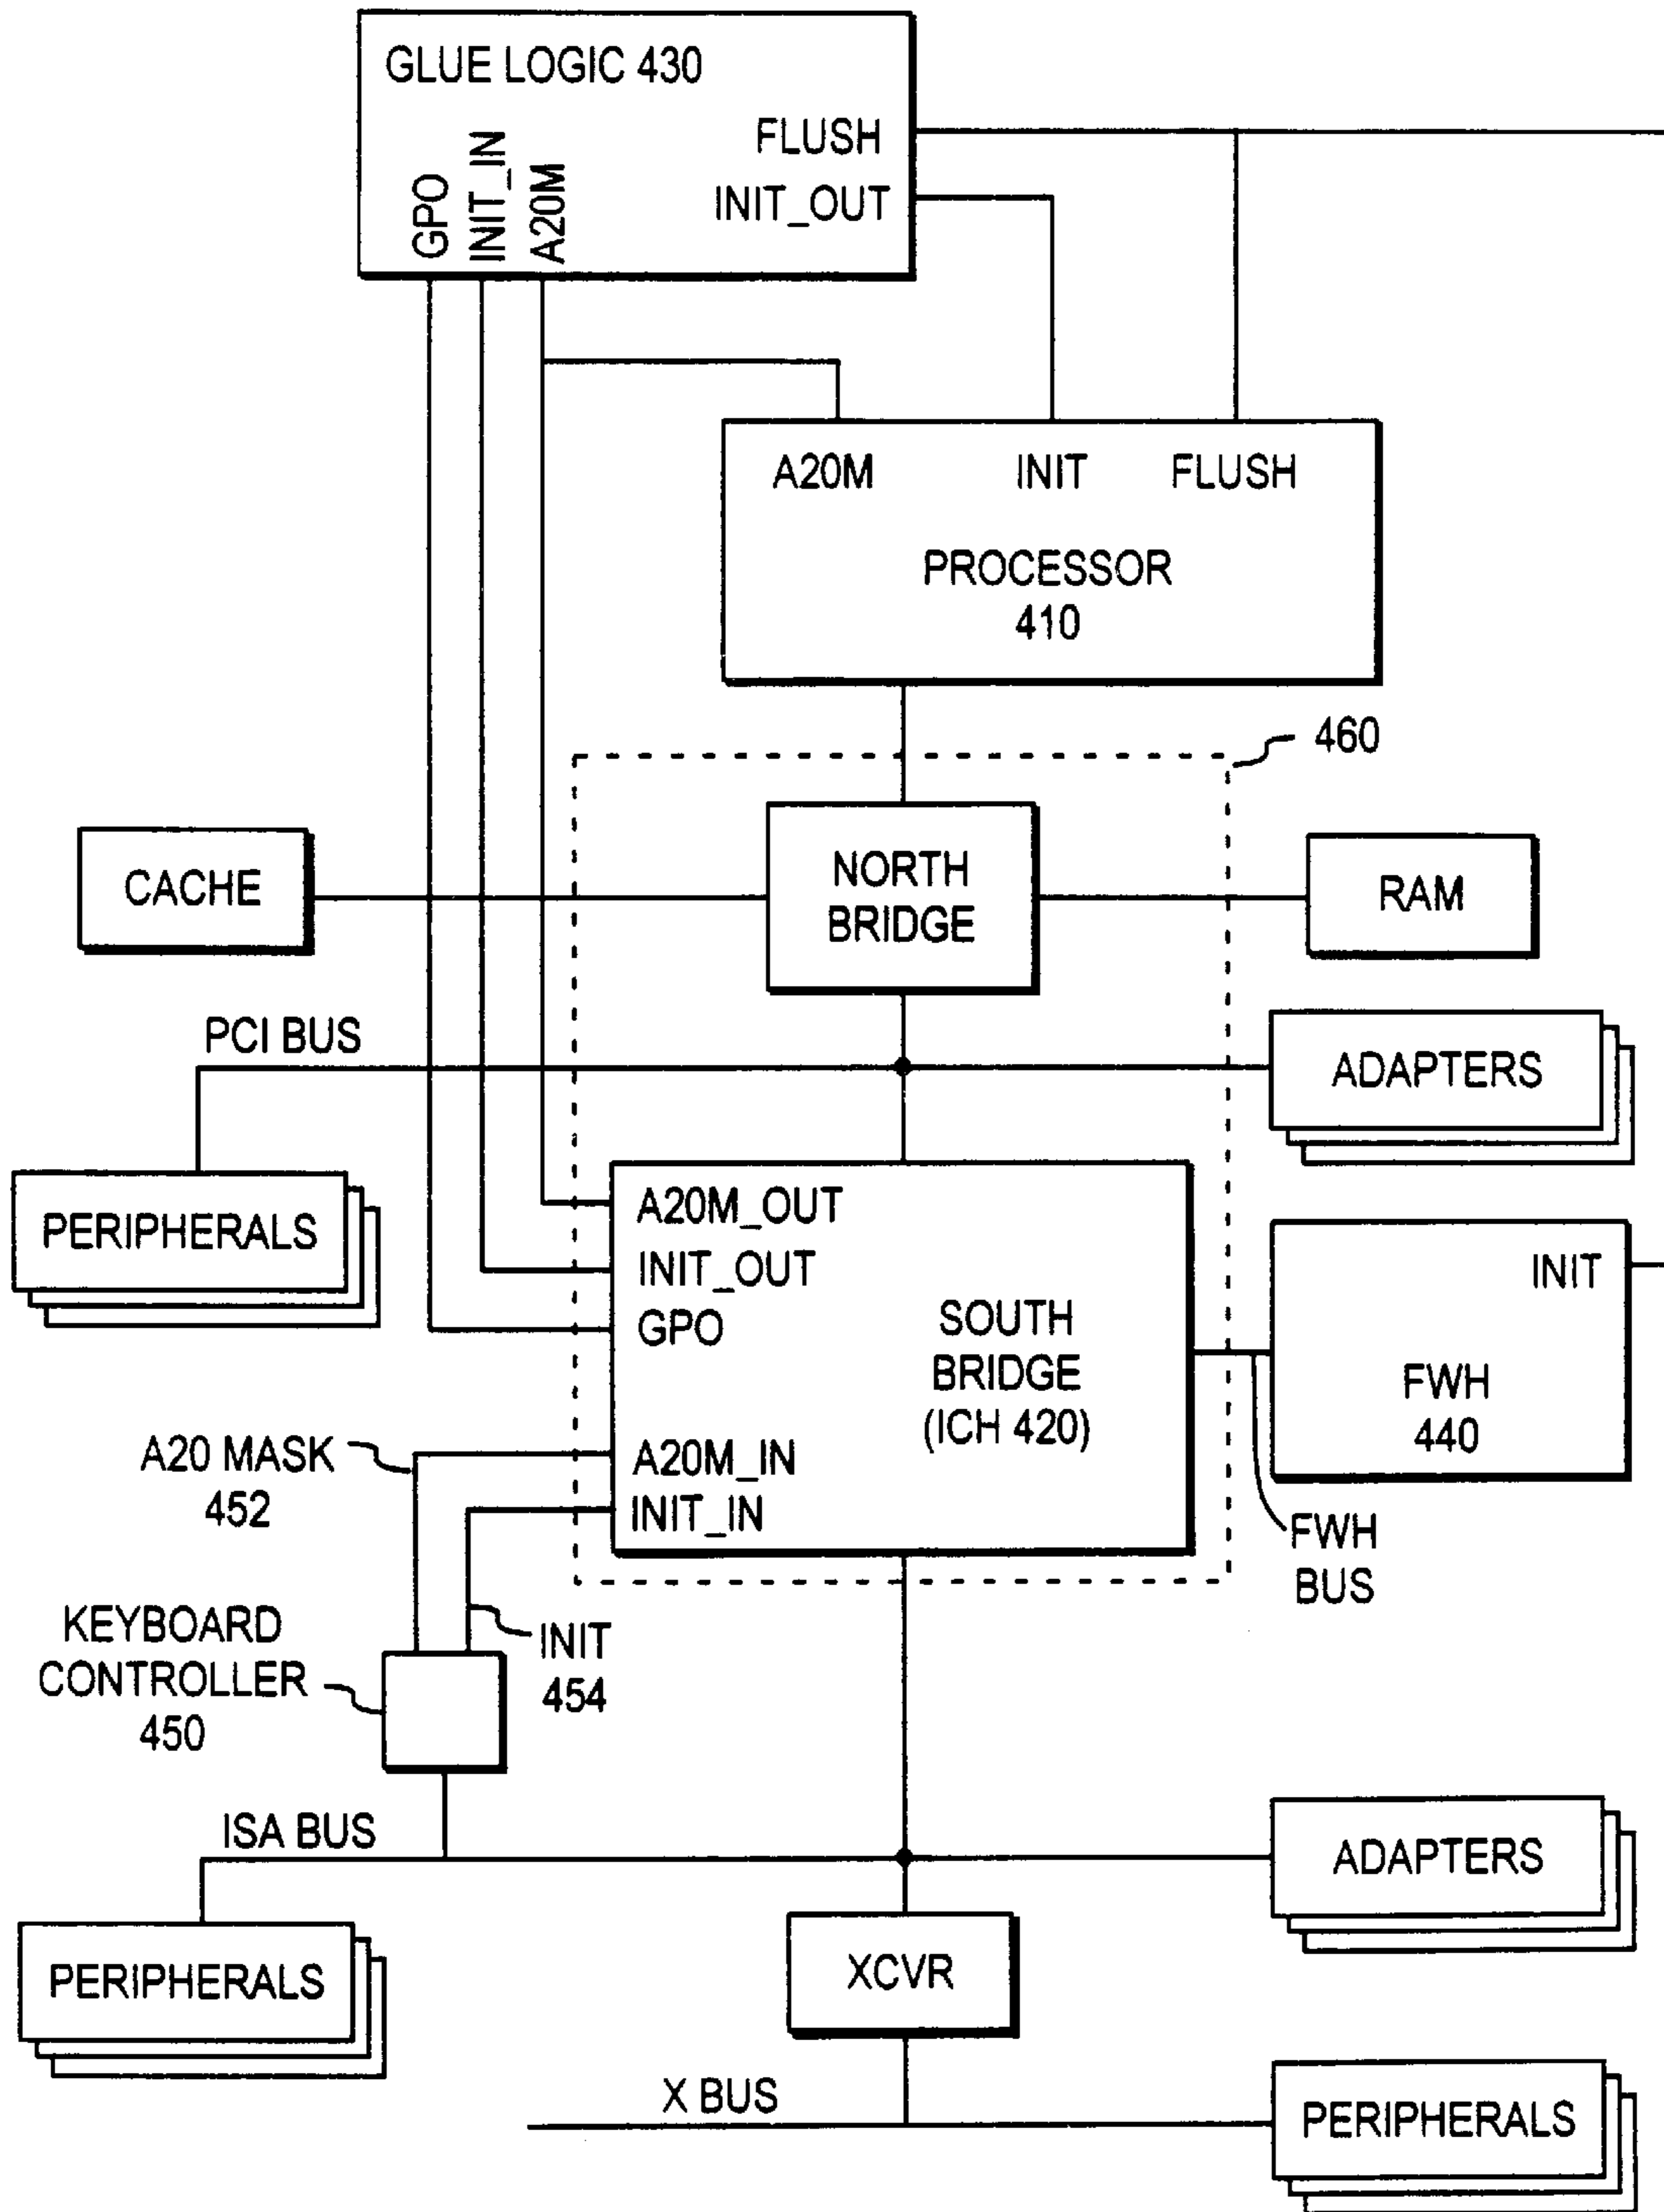 GLUE LOGIC 430
FLUSH
INIT_OUT
GPO
INIT_IN
A20M
A20M
INIT
FLUSH
PROCESSOR
410
460
CACHE
NORTH
BRIDGE
RAM
PCI BUS
ADAPTERS
PERIPHERALS
A20M_OUT
INIT_OUT
GPO
SOUTH
BRIDGE
(ICH 420)
A20M_IN
INIT_IN
INIT
FWH
440
A20 MASK
452
FWH
BUS
KEYBOARD
CONTROLLER
450
INIT
454
ISA BUS
ADAPTERS
PERIPHERALS
XCVR
X BUS
PERIPHERALS